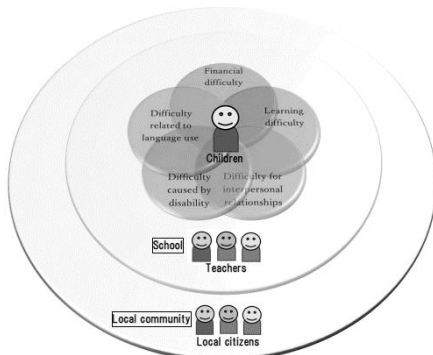 Financial
difficulty
Difficulty
related to
language use
Learning
difficulty
Children
Difficulty
caused by
disability
Difficulty for
interpersonal
relationships
School
Teachers
Local community
Local citizens